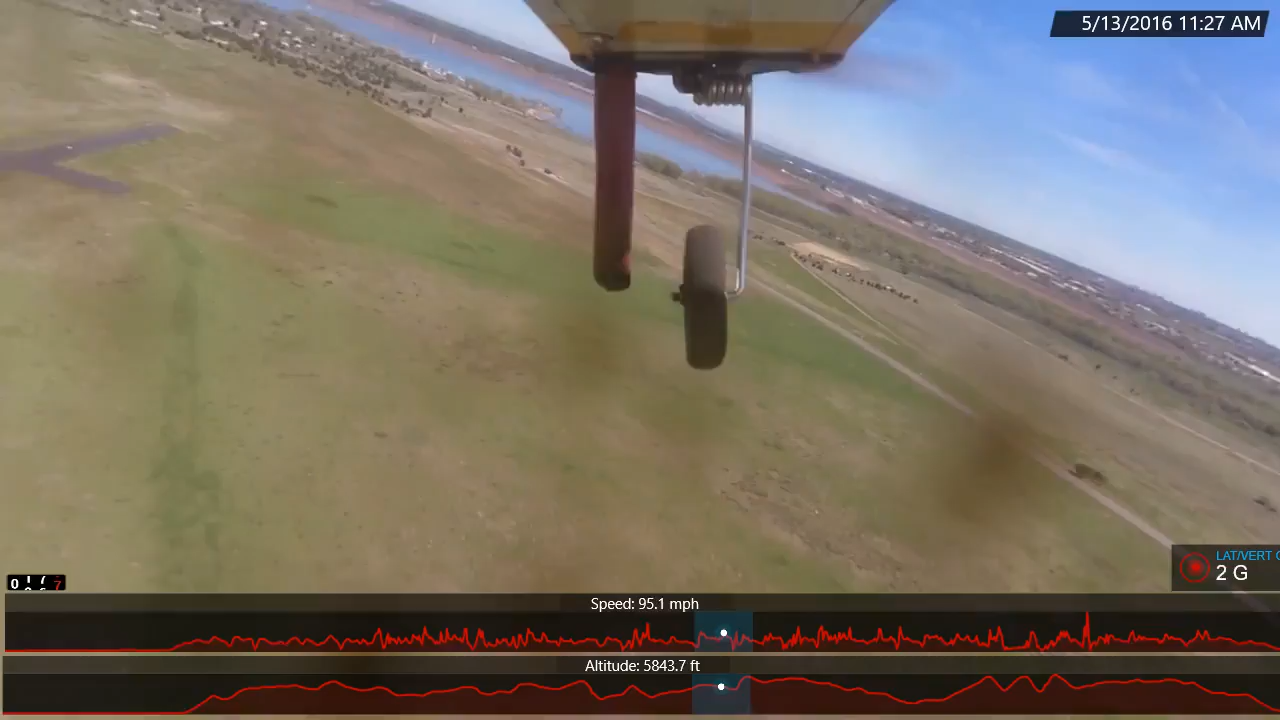 5/13/2016 11:27 AM
LAT/VERT
2 G
Speed: 95.1 mph
Altitude: 5843.7 ft